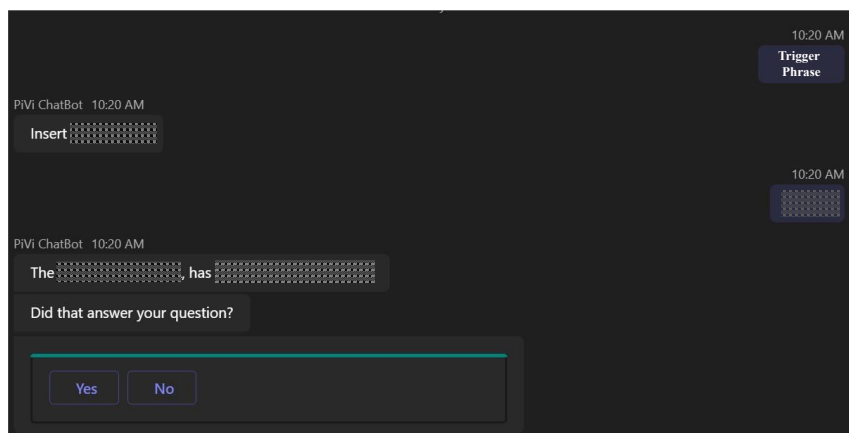 10:20 AM
Trigger
Phrase
PiVi ChatBot 10:20 AM
Insert
10:20 AM
PiVi ChatBot 10:20 AM
The , has
Did that answer your question?
Yes No